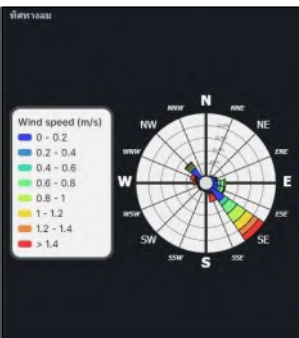 ทิศทางลม
Wind speed (m/s)
0 - 0.2
0.2 - 0.4
0.4 - 0.6
0.6 - 0.8
0.8 - 1
1 - 1.2
1.2 - 1.4
> 1.4
N
NNW
NNE
NW
NE
WNW
ENE
W
E
WSW
ESE
SW
SE
SSW
SSE
S